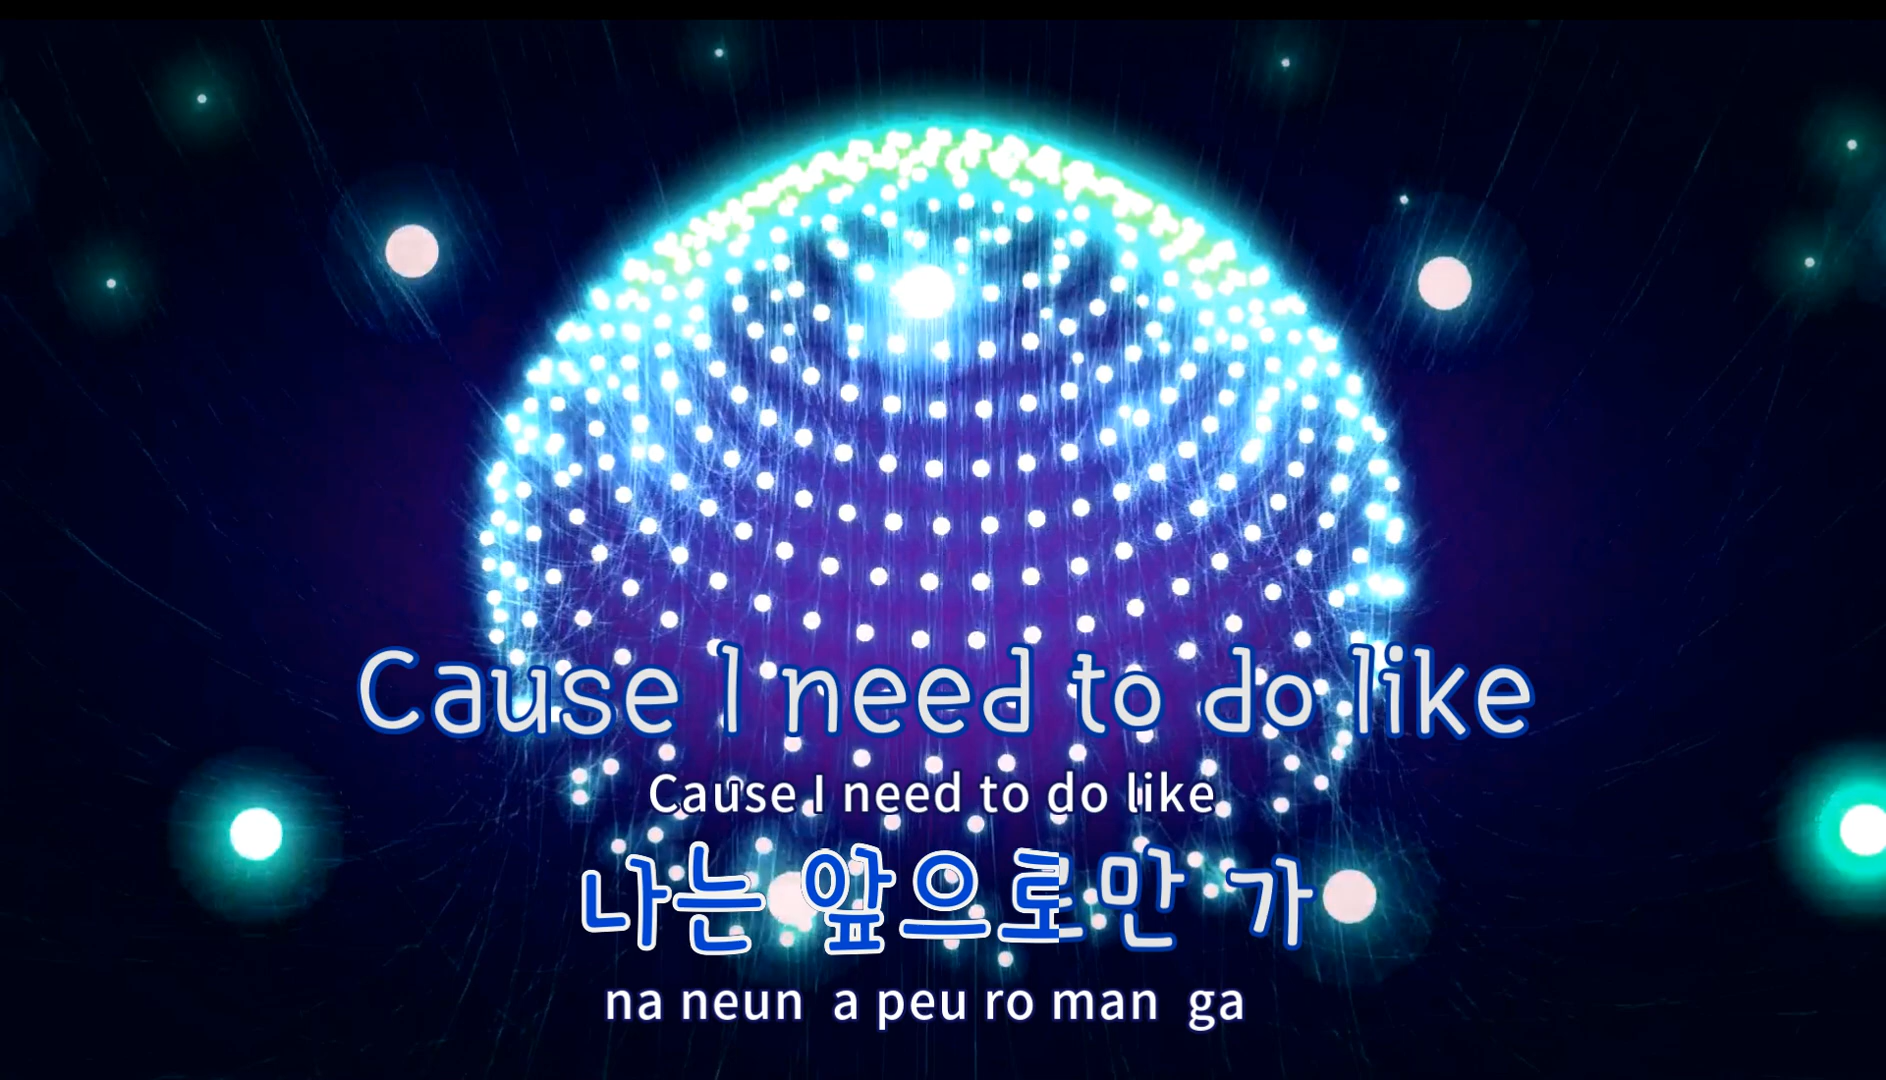 Cause I need to do like
Cause I need to do like
나는 앞으로만 가
na neun a peu ro man ga